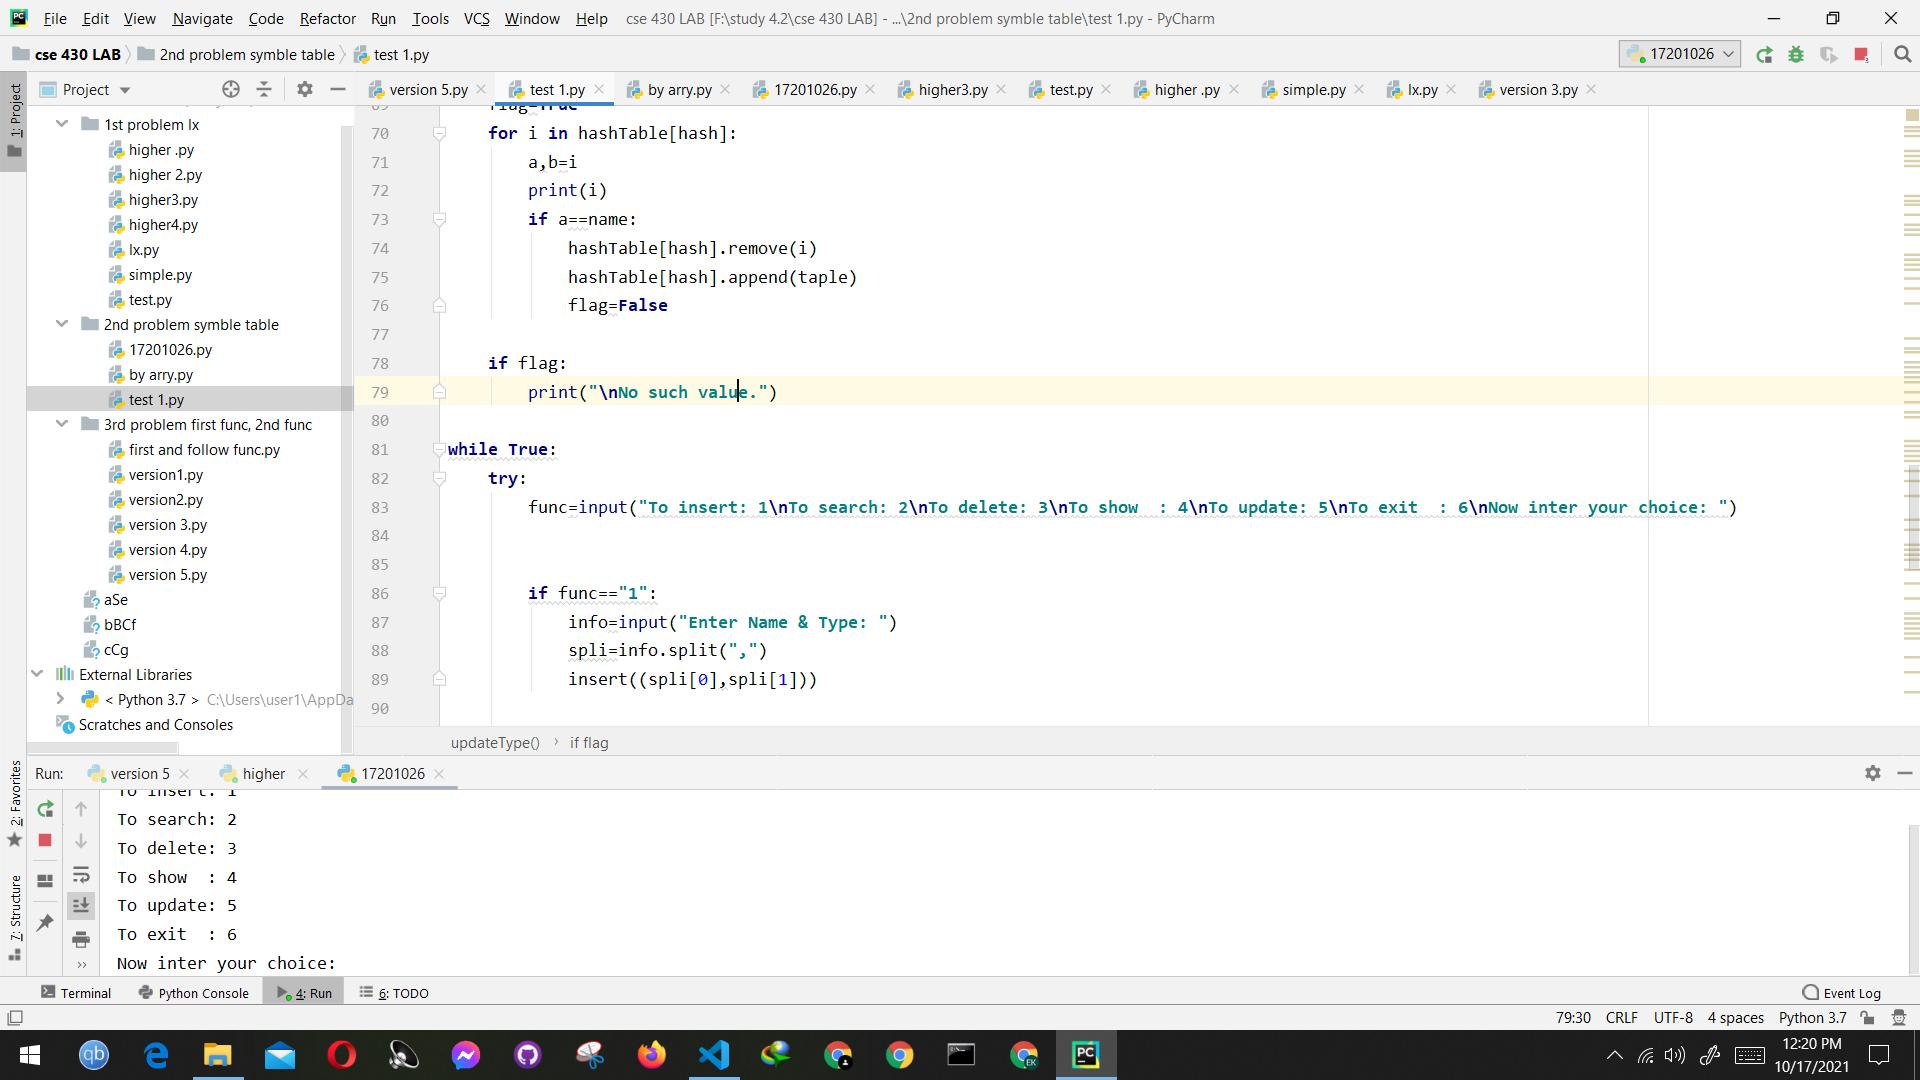 File Edit View Navigate Code Refactor Run Tools VCS Window Help cse 430 LAB [F:\study 4.2\cse 430 LAB] - ...\2nd problem symble table\test 1.py - PyCharm
cse 430 LAB 2nd problem symble table test 1.py 17201026
1: Project
Project
version 5.py test 1.py by arry.py 17201026.py higher3.py test.py higher .py simple.py lx.py version 3.py
1st problem lx
higher .py
higher 2.py
higher3.py
higher4.py
lx.py
simple.py
test.py
2nd problem symble table
17201026.py
by arry.py
test 1.py
3rd problem first func, 2nd func
first and follow func.py
version1.py
version2.py
version 3.py
version 4.py
version 5.py
aSe
bBCf
cCg
External Libraries
< Python 3.7 > C:\Users\user1\AppDa
Scratches and Consoles
69 flag=True
70 for i in hashTable[hash]:
71 a,b=i
72 print(i)
73 if a==name:
74 hashTable[hash].remove(i)
75 hashTable[hash].append(taple)
76 flag=False
77
78 if flag:
79 print("\nNo such value.")
80
81 while True:
82 try:
83 func=input("To insert: 1\nTo search: 2\nTo delete: 3\nTo show  : 4\nTo update: 5\nTo exit  : 6\nNow inter your choice: ")
84
85
86 if func=="1":
87 info=input("Enter Name & Type: ")
88 spli=info.split(",")
89 insert((spli[0],spli[1]))
90
updateType() › if flag
2: Favorites
7: Structure
Run: version 5 higher 17201026
To insert: 1
To search: 2
To delete: 3
To show  : 4
To update: 5
To exit  : 6
Now inter your choice:
Terminal Python Console 4: Run 6: TODO Event Log
79:30 CRLF UTF-8 4 spaces Python 3.7
12:20 PM
10/17/2021